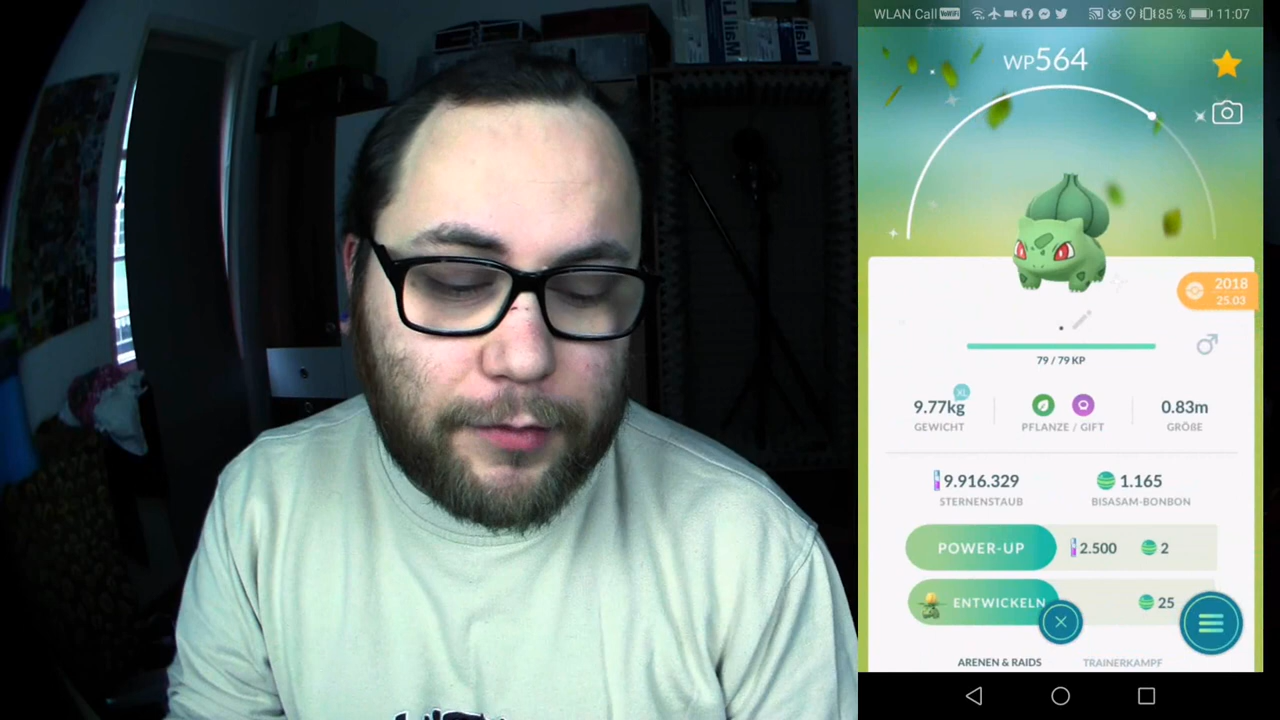 WLAN Call VoWiFi 85 % 11:07
WP564
2018
25.03
79 / 79 KP
XL
9.77kg
0.83m
GEWICHT
PFLANZE / GIFT
GRÖßE
9.916.329
1.165
STERNENSTAUB
BISASAM-BONBON
POWER-UP
2.500
2
ENTWICKELN
25
ARENEN & RAIDS
TRAINERKAMPF